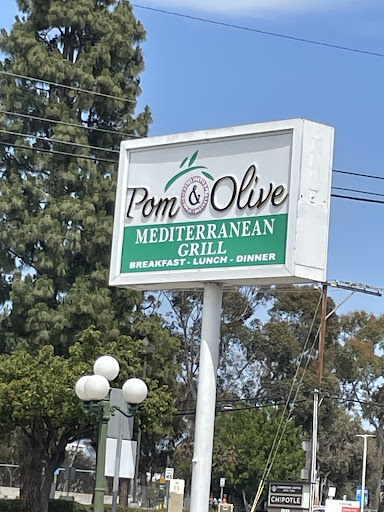 Pom & Olive
MEDITERRANEAN
GRILL
BREAKFAST - LUNCH - DINNER
CHIPOTLE